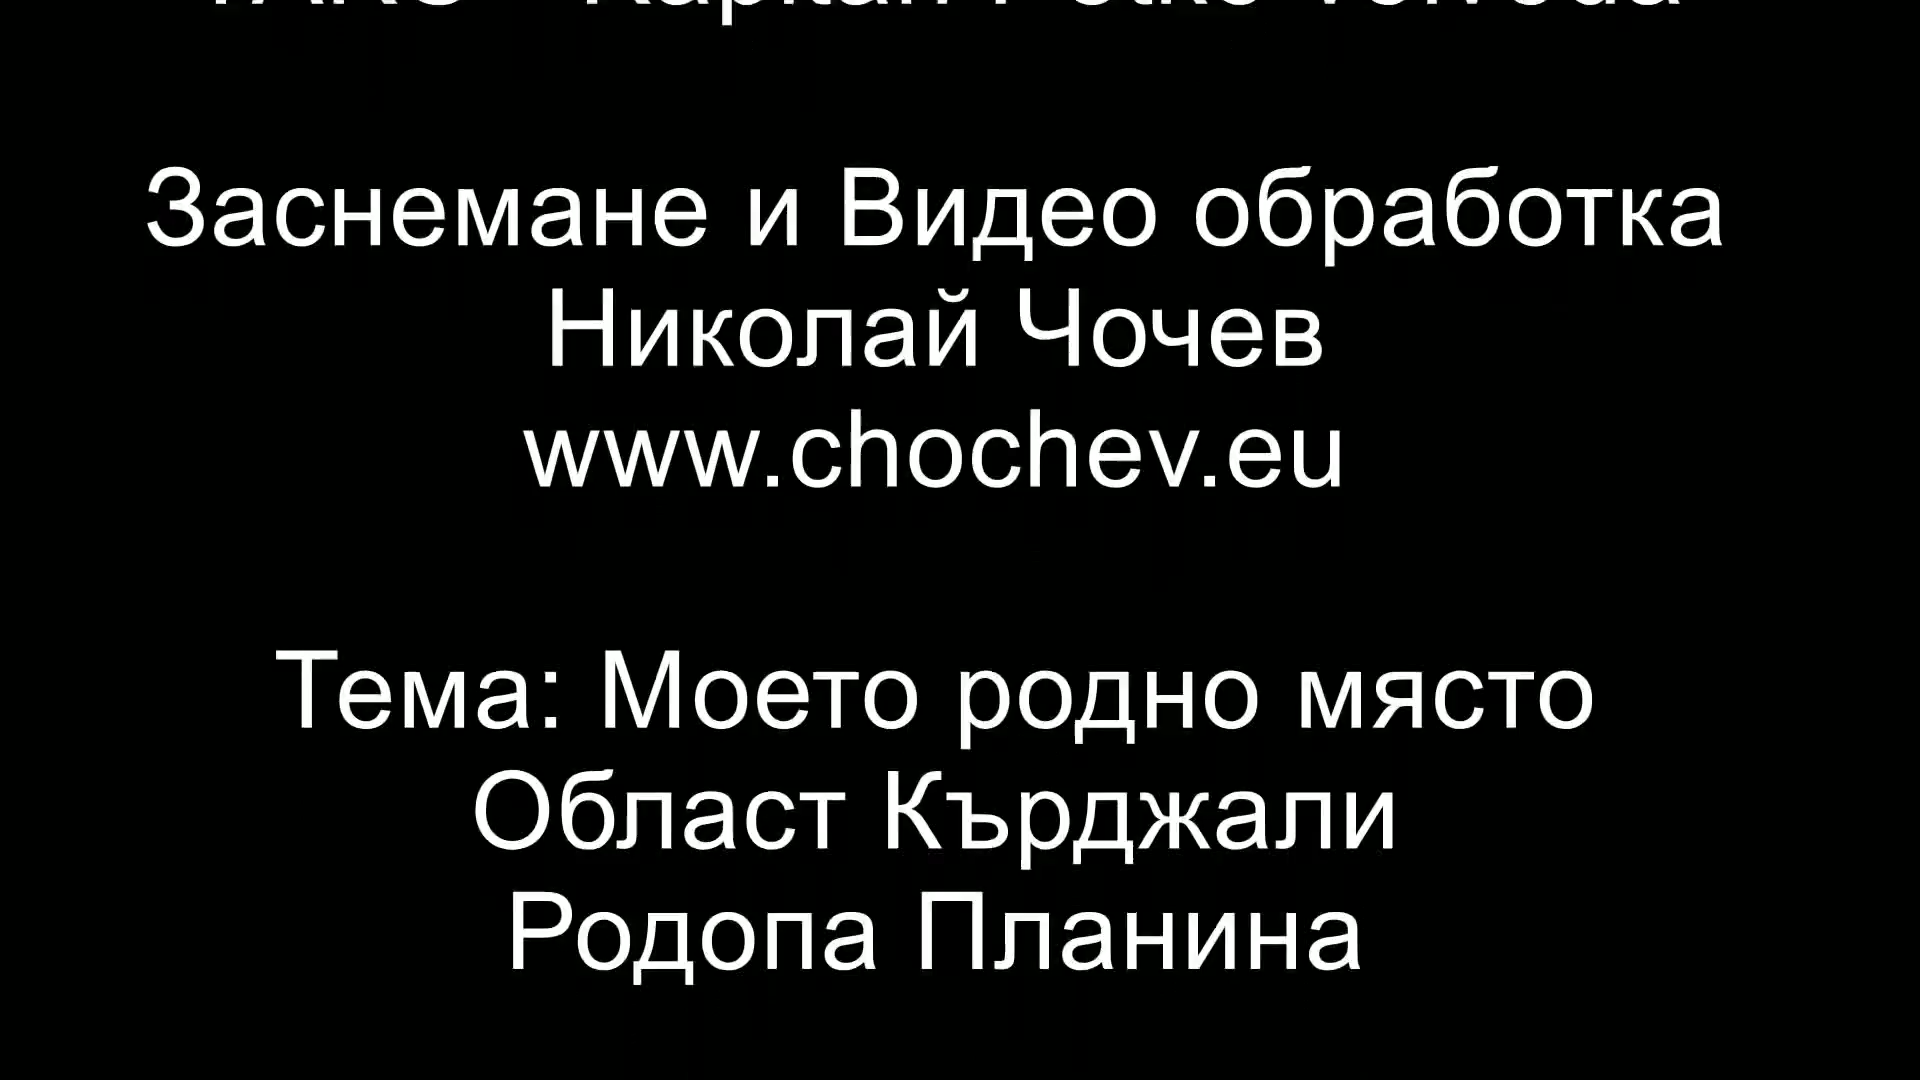 Заснемане и Видео обработка
Николай Чочев
www.chochev.eu
Тема: Моето родно място
Област Кърджали
Родопа Планина